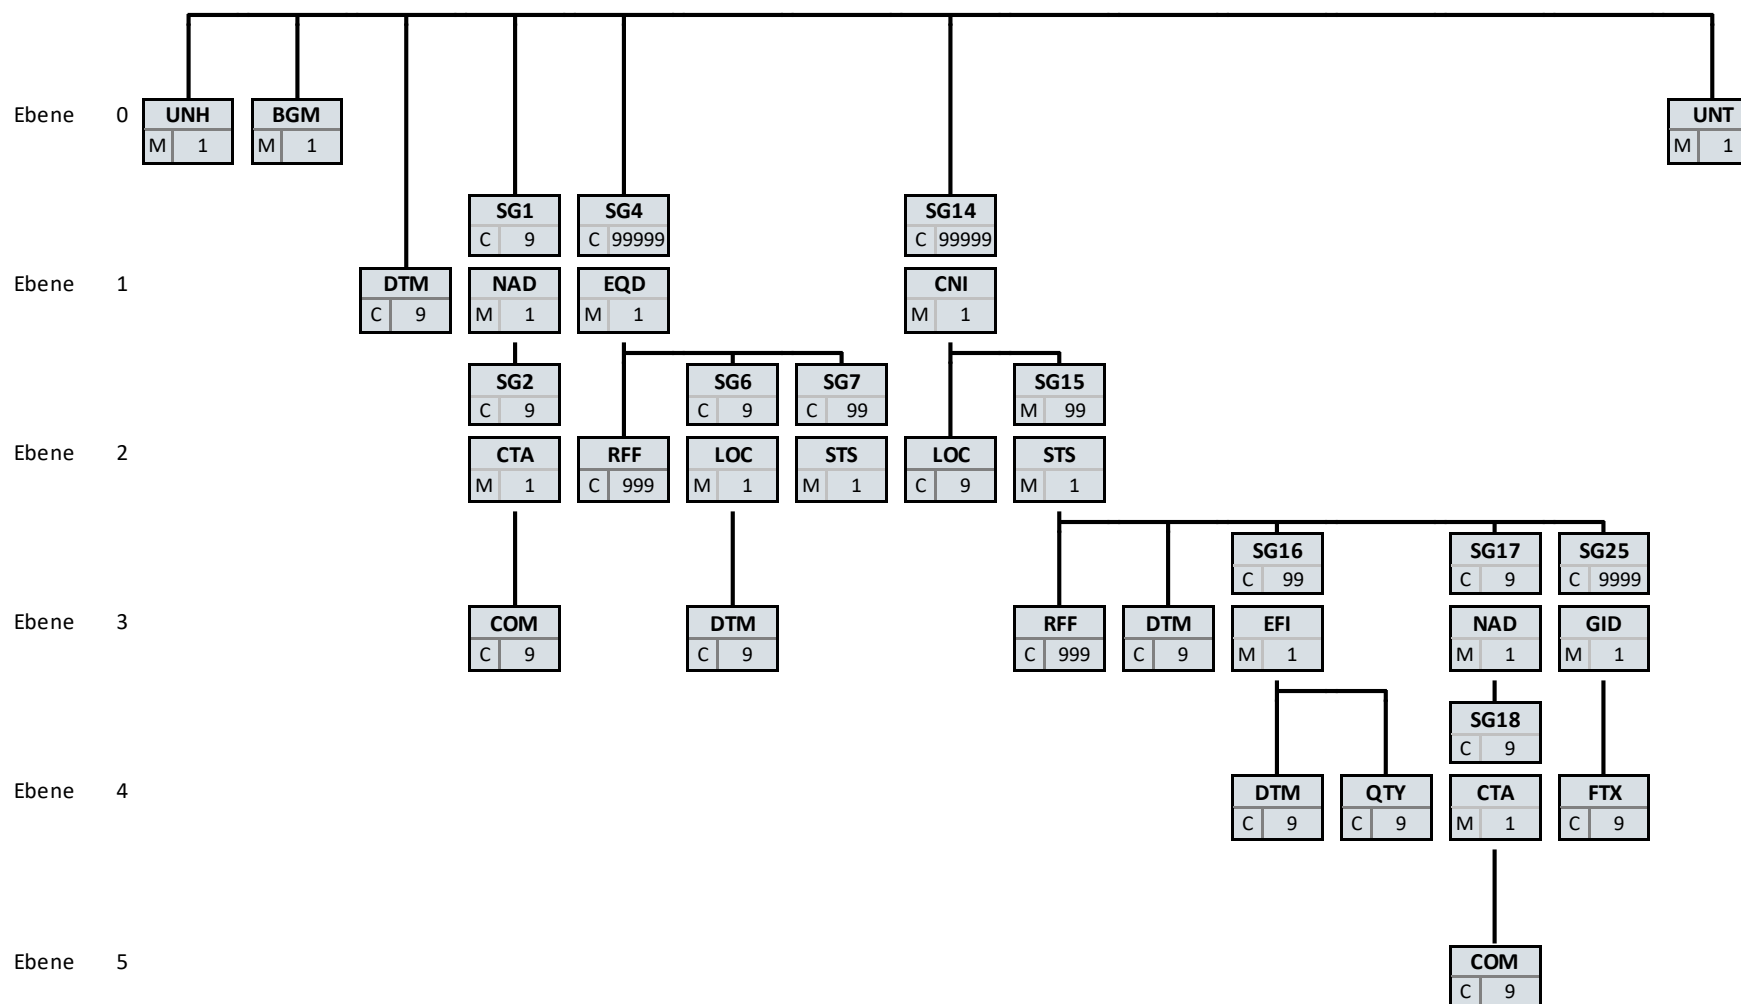 Ebene 0 UNH BGM UNT
M 1 M 1 M 1
SG1 SG4 SG14
C 9 C 99999 C 99999
Ebene 1 DTM NAD EQD CNI
C 9 M 1 M 1 M 1
SG2 SG6 SG7 SG15
C 9 C 9 C 99 M 99
Ebene 2 CTA RFF LOC STS LOC STS
M 1 C 999 M 1 M 1 C 9 M 1
SG16 SG17 SG25
C 99 C 9 C 9999
Ebene 3 COM DTM RFF DTM EFI NAD GID
C 9 C 9 C 999 C 9 M 1 M 1 M 1
SG18
C 9
Ebene 4 DTM QTY CTA FTX
C 9 C 9 M 1 C 9
Ebene 5 COM
C 9